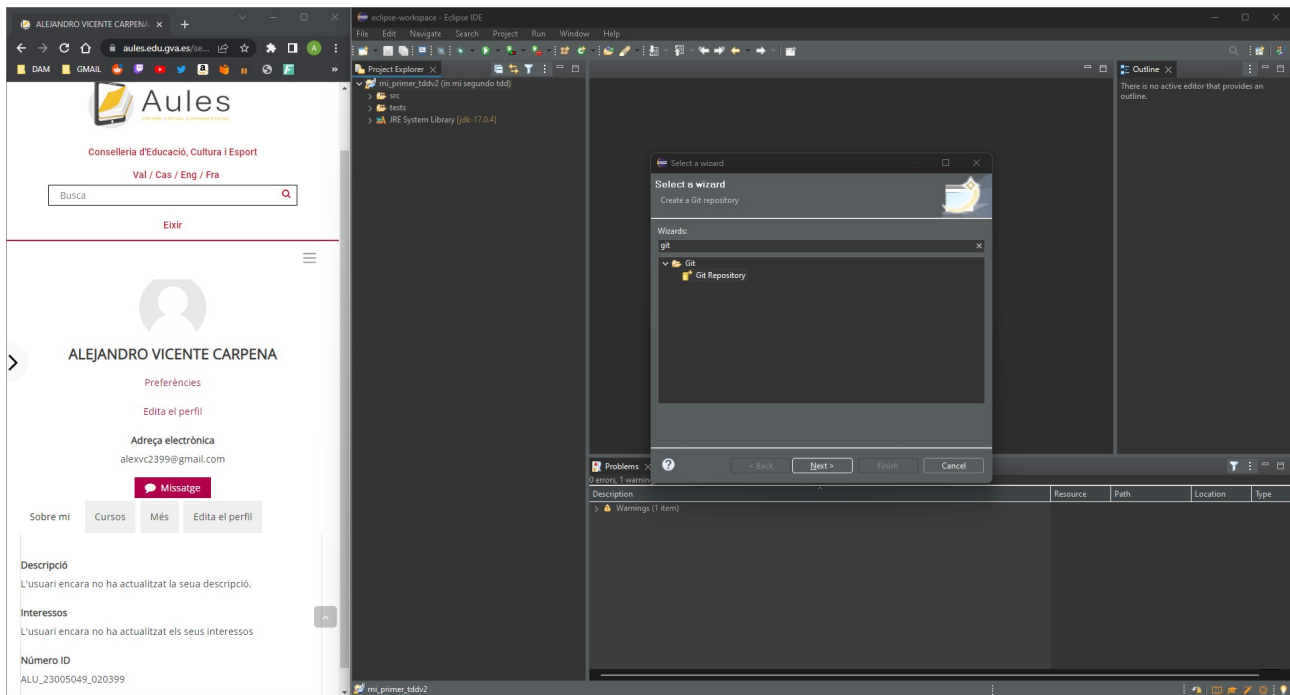 ALEJANDRO VICENTE CARPENA
aules.edu.gva.es/se...
A
DAM
GMAIL
»
Aules
ENTORN VIRTUAL D'APRENENTATGE
Conselleria d'Educació, Cultura i Esport
Val / Cas / Eng / Fra
Busca
Eixir
ALEJANDRO VICENTE CARPENA
Preferències
Edita el perfil
Adreça electrònica
alexvc2399@gmail.com
Missatge
Sobre mi Cursos Més Edita el perfil
Descripció
L'usuari encara no ha actualitzat la seua descripció.
Interessos
L'usuari encara no ha actualitzat els seus interessos
Número ID
ALU_23005049_020399
eclipse-workspace - Eclipse IDE
File Edit Navigate Search Project Run Window Help
Project Explorer
mi_primer_tddv2 (in mi segundo tdd)
src
tests
JRE System Library [jdk-17.0.4]
Outline
There is no active editor that provides an
outline.
Select a wizard
Select a wizard
Create a Git repository
Wizards:
git
Git
Git Repository
< Back Next > Finish Cancel
Problems
0 errors, 1 warning
Description Resource Path Location Type
Warnings (1 item)
mi_primer_tddv2